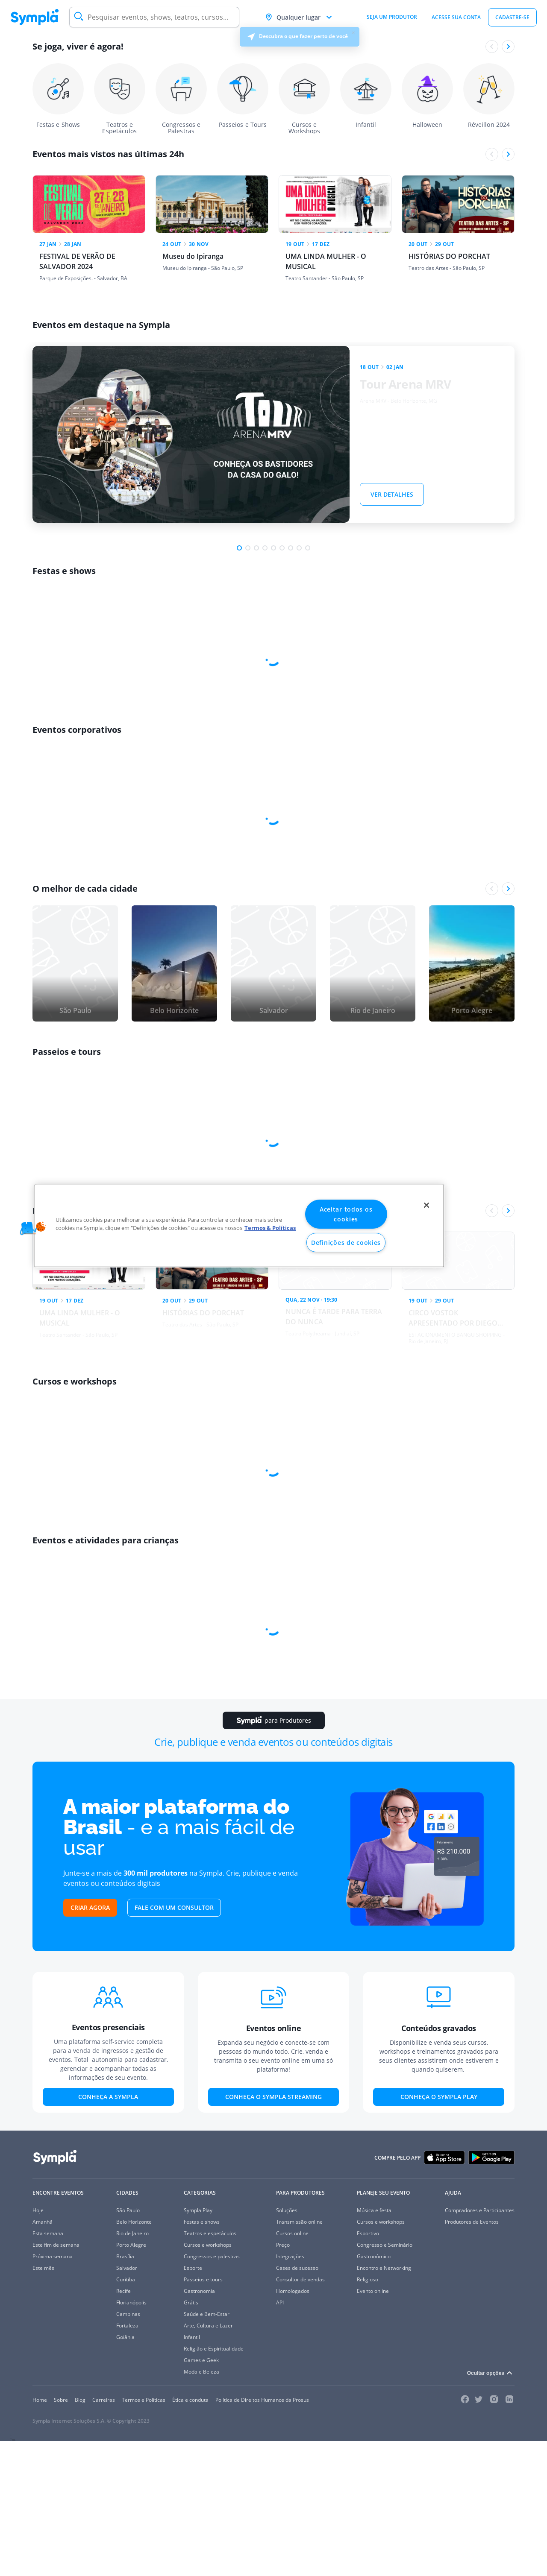 Sympla
Pesquisar eventos, shows, teatros, cursos...
Qualquer lugar
SEJA UM PRODUTOR
ACESSE SUA CONTA
CADASTRE-SE
Descubra o que fazer perto de você
Se joga, viver é agora!
Festas e Shows
Teatros e
Espetáculos
Congressos e
Palestras
Passeios e Tours
Cursos e
Workshops
Infantil
Halloween
Réveillon 2024
Eventos mais vistos nas últimas 24h
FESTIVAL
DE VERÃO
27 E 28
UMA LINDA
MULHER
HISTÓRIAS
PORCHAT
TEATRO DAS ARTES - SP
27 JAN > 28 JAN
FESTIVAL DE VERÃO DE
SALVADOR 2024
Parque de Exposições. - Salvador, BA
24 OUT > 30 NOV
Museu do Ipiranga
Museu do Ipiranga - São Paulo, SP
19 OUT > 17 DEZ
UMA LINDA MULHER - O
MUSICAL
Teatro Santander - São Paulo, SP
20 OUT > 29 OUT
HISTÓRIAS DO PORCHAT
Teatro das Artes - São Paulo, SP
Eventos em destaque na Sympla
TOUR
ARENA MRV
CONHEÇA OS BASTIDORES
DA CASA DO GALO!
18 OUT > 02 JAN
Tour Arena MRV
VER DETALHES
Festas e shows
Eventos corporativos
O melhor de cada cidade
São Paulo
Belo Horizonte
Salvador
Rio de Janeiro
Porto Alegre
Passeios e tours
Utilizamos cookies para melhorar a sua experiência. Para controlar e conhecer mais sobre
cookies na Sympla, clique em "Definições de cookies" ou acesse os nossos Termos & Políticas
Aceitar todos os
cookies
Definições de cookies
TEATRO DAS ARTES - SP
19 OUT > 17 DEZ
UMA LINDA MULHER - O
MUSICAL
20 OUT > 29 OUT
HISTÓRIAS DO PORCHAT
QUA, 22 NOV · 19:30
19 OUT > 29 OUT
Cursos e workshops
Eventos e atividades para crianças
Sympla para Produtores
Crie, publique e venda eventos ou conteúdos digitais
A maior plataforma do
Brasil - e a mais fácil de
usar
Junte-se a mais de 300 mil produtores na Sympla. Crie, publique e venda
eventos ou conteúdos digitais
CRIAR AGORA
FALE COM UM CONSULTOR
R$ 210.000
Eventos presenciais
Uma plataforma self-service completa
para a venda de ingressos e gestão de
eventos. Total autonomia para cadastrar,
gerenciar e acompanhar todas as
informações de seu evento.
CONHEÇA A SYMPLA
Eventos online
Expanda seu negócio e conecte-se com
pessoas do mundo todo. Crie, venda e
transmita o seu evento online em uma só
plataforma!
CONHEÇA O SYMPLA STREAMING
Conteúdos gravados
Disponibilize e venda seus cursos,
workshops e treinamentos gravados para
seus clientes assistirem onde estiverem e
quando quiserem.
CONHEÇA O SYMPLA PLAY
Sympla
COMPRE PELO APP
App Store
Google Play
ENCONTRE EVENTOS
Hoje
Amanhã
Esta semana
Este fim de semana
Próxima semana
Este mês
CIDADES
São Paulo
Belo Horizonte
Rio de Janeiro
Porto Alegre
Brasília
Salvador
Curitiba
Recife
Florianópolis
Campinas
Fortaleza
Goiânia
CATEGORIAS
Sympla Play
Festas e shows
Teatros e espetáculos
Cursos e workshops
Congressos e palestras
Esporte
Passeios e tours
Gastronomia
Grátis
Saúde e Bem-Estar
Arte, Cultura e Lazer
Infantil
Religião e Espiritualidade
Games e Geek
Moda e Beleza
PARA PRODUTORES
Soluções
Transmissão online
Cursos online
Preço
Integrações
Cases de sucesso
Consultor de vendas
Homologados
API
PLANEJE SEU EVENTO
Música e festa
Cursos e workshops
Esportivo
Congresso e Seminário
Gastronômico
Encontro e Networking
Religioso
Evento online
AJUDA
Compradores e Participantes
Produtores de Eventos
Ocultar opções
Home
Sobre
Blog
Carreiras
Termos e Políticas
Ética e conduta
Política de Direitos Humanos da Prosus
Sympla Internet Soluções S.A. © Copyright 2023